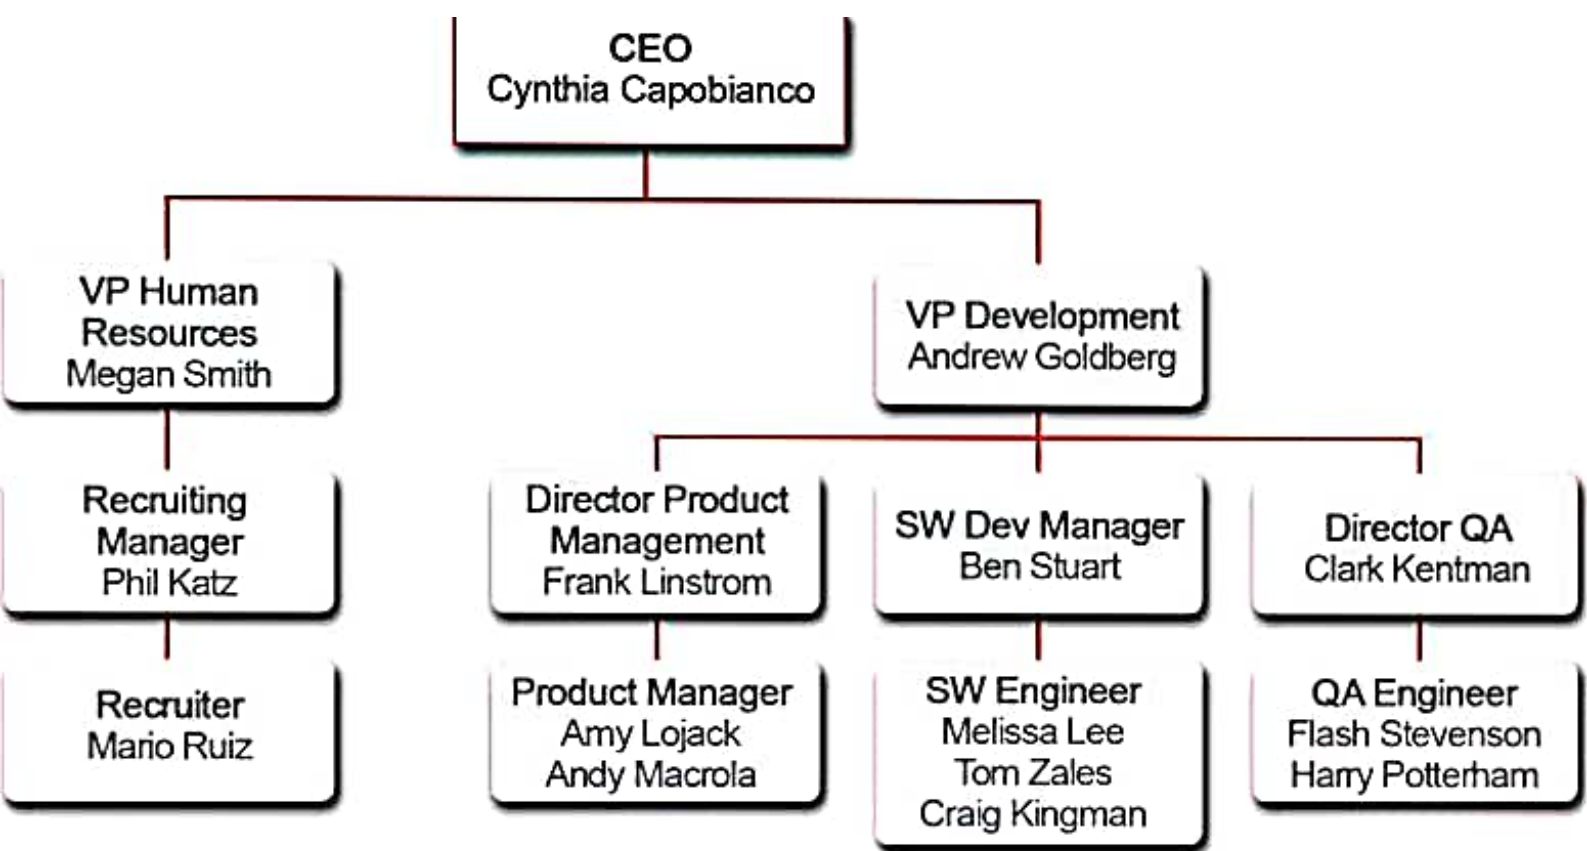 CEO
Cynthia Capobianco
VP Human
Resources
Megan Smith
VP Development
Andrew Goldberg
Recruiting
Manager
Phil Katz
Director Product
Management
Frank Linstrom
SW Dev Manager
Ben Stuart
Director QA
Clark Kentman
Recruiter
Mario Ruiz
Product Manager
Amy Lojack
Andy Macrola
SW Engineer
Melissa Lee
Tom Zales
Craig Kingman
QA Engineer
Flash Stevenson
Harry Potterham